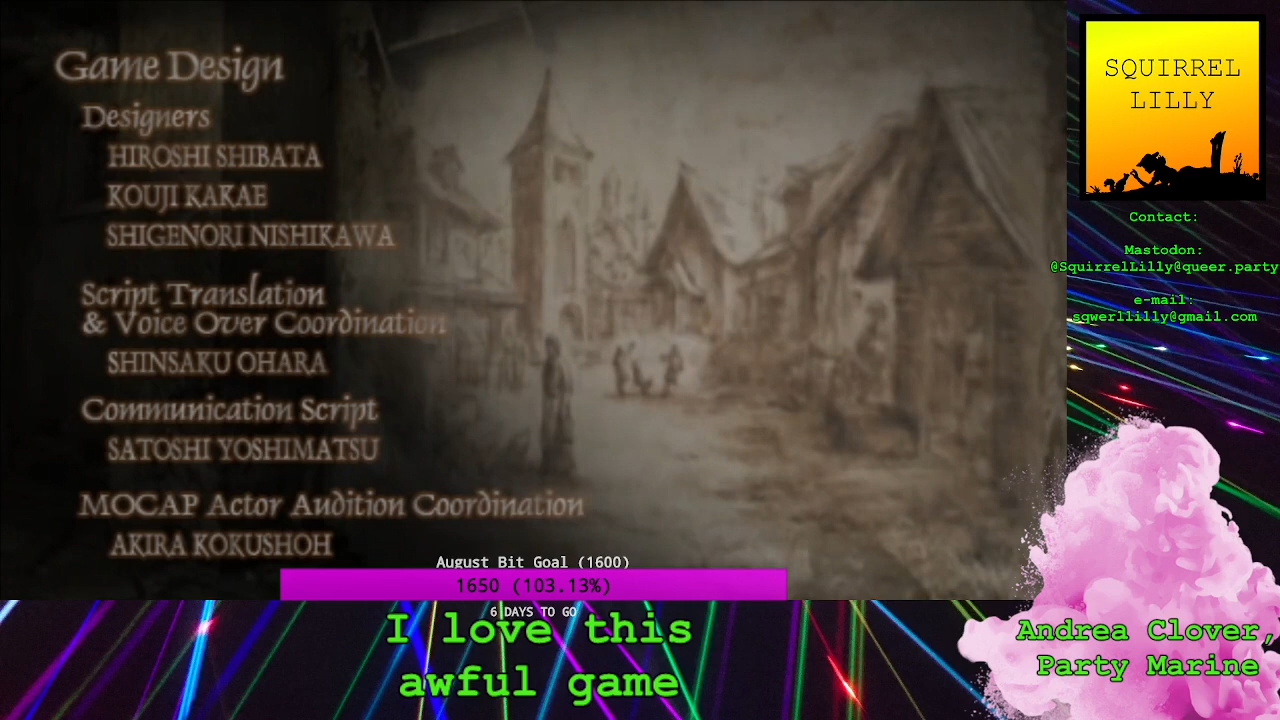 Game Design
Designers
HIROSHI SHIBATA
KOUJI KAKAE
SHIGENORI NISHIKAWA
Script Translation
& Voice Over Coordination
SHINSAKU OHARA
Communication Script
SATOSHI YOSHIMATSU
MOCAP Actor Audition Coordination
AKIRA KOKUSHOH
August Bit Goal (1600)
1650 (103.13%)
6 DAYS TO GO
I love this
awful game
SQUIRREL
LILLY
Contact:
Mastodon:
@SquirrelLilly@queer.party
e-mail:
sqwerllilly@gmail.com
Andrea Clover,
Party Marine